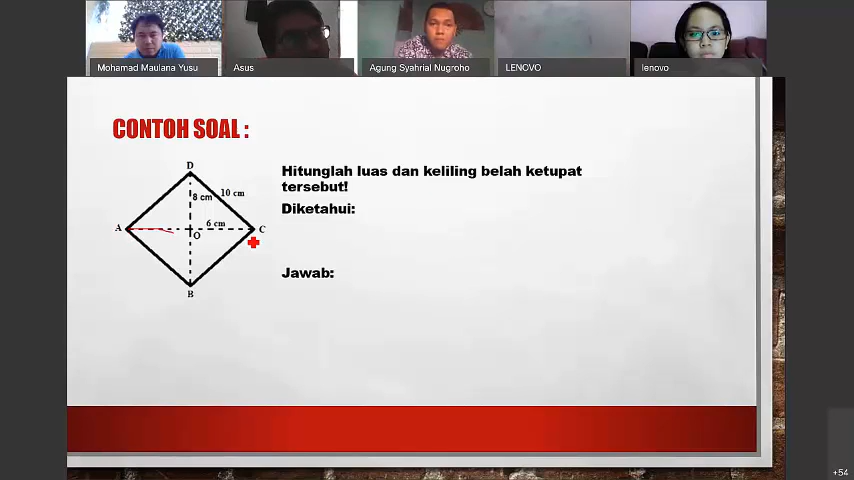 Mohamad Maulana Yusu
Asus
Agung Syahrial Nugroho
LENOVO
lenovo
CONTOH SOAL :
D
10 cm
8 cm
6 cm
A
O
C
B
Hitunglah luas dan keliling belah ketupat
tersebut!
Diketahui:
Jawab:
+54